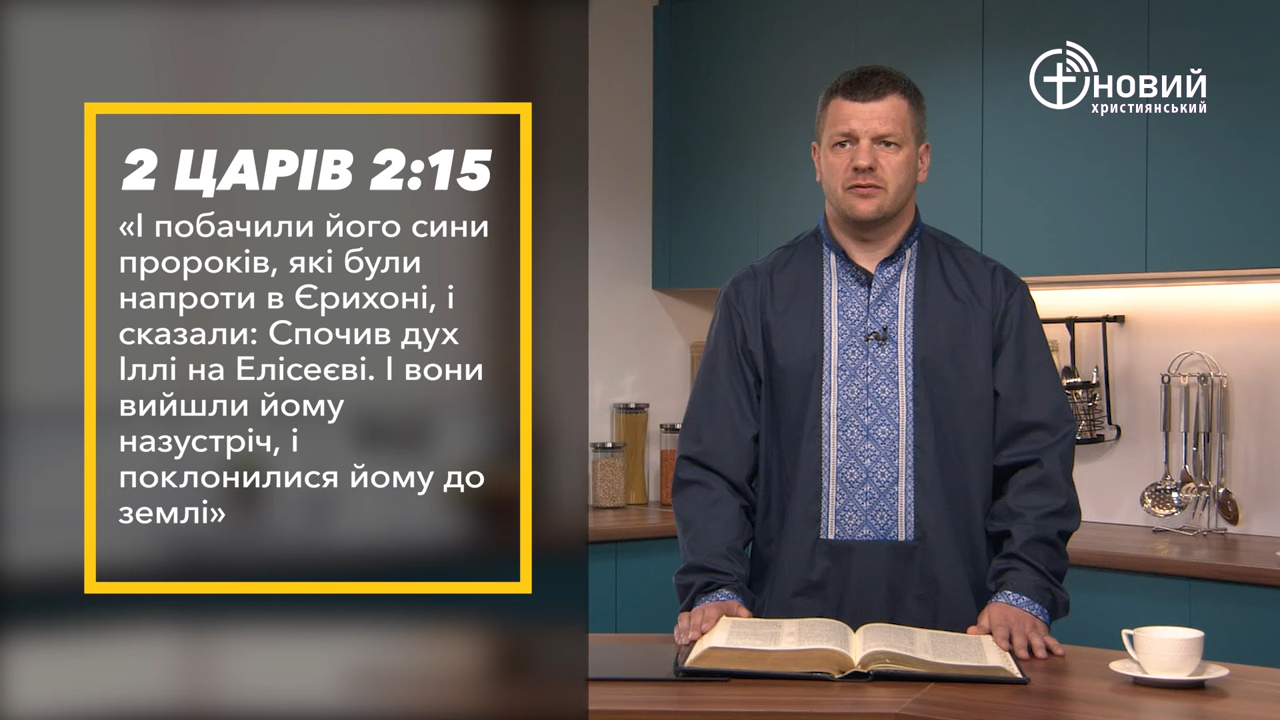 2 ЦАРІВ 2:15
«І побачили його сини
пророків, які були
напроти в Єрихоні, і
сказали: Спочив дух
Іллі на Елісеєві. І вони
вийшли йому
назустріч, і
поклонилися йому до
землі»
НОВИЙ
християнський